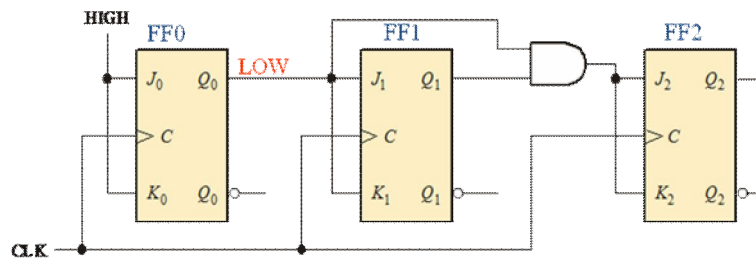 HIGH
FF0 FF1 FF2
J0 Q0 LOW J1 Q1 J2 Q2
C C C
K0 Q0 K1 Q1 K2 Q2
CLK